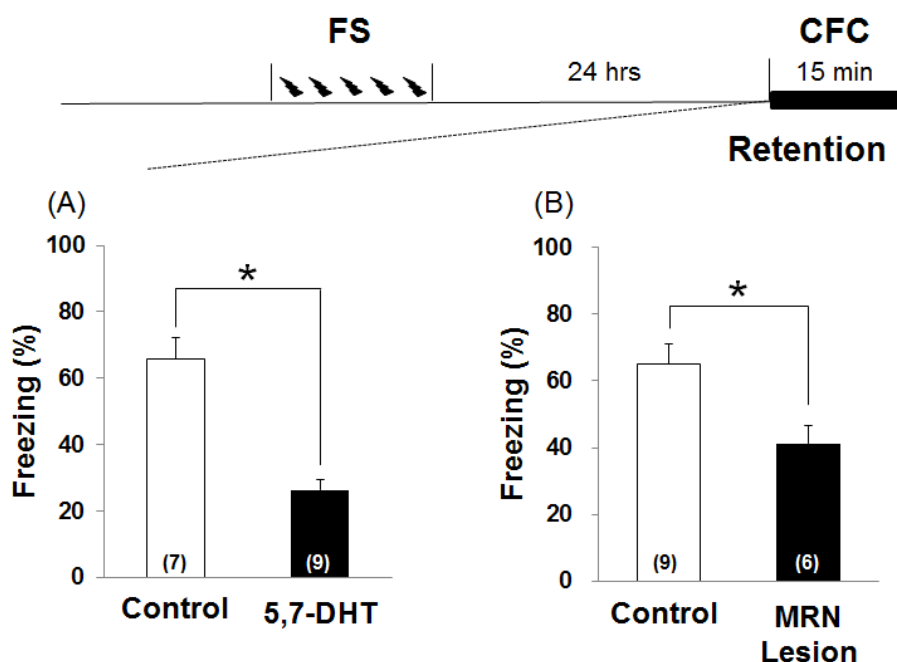 FS
CFC
24 hrs
15 min
Retention
(A)
100
80
60
40
20
0
Freezing (%)
*
(7)
(9)
Control
5,7-DHT
(B)
100
80
60
40
20
0
Freezing (%)
*
(9)
(6)
Control
MRN
Lesion